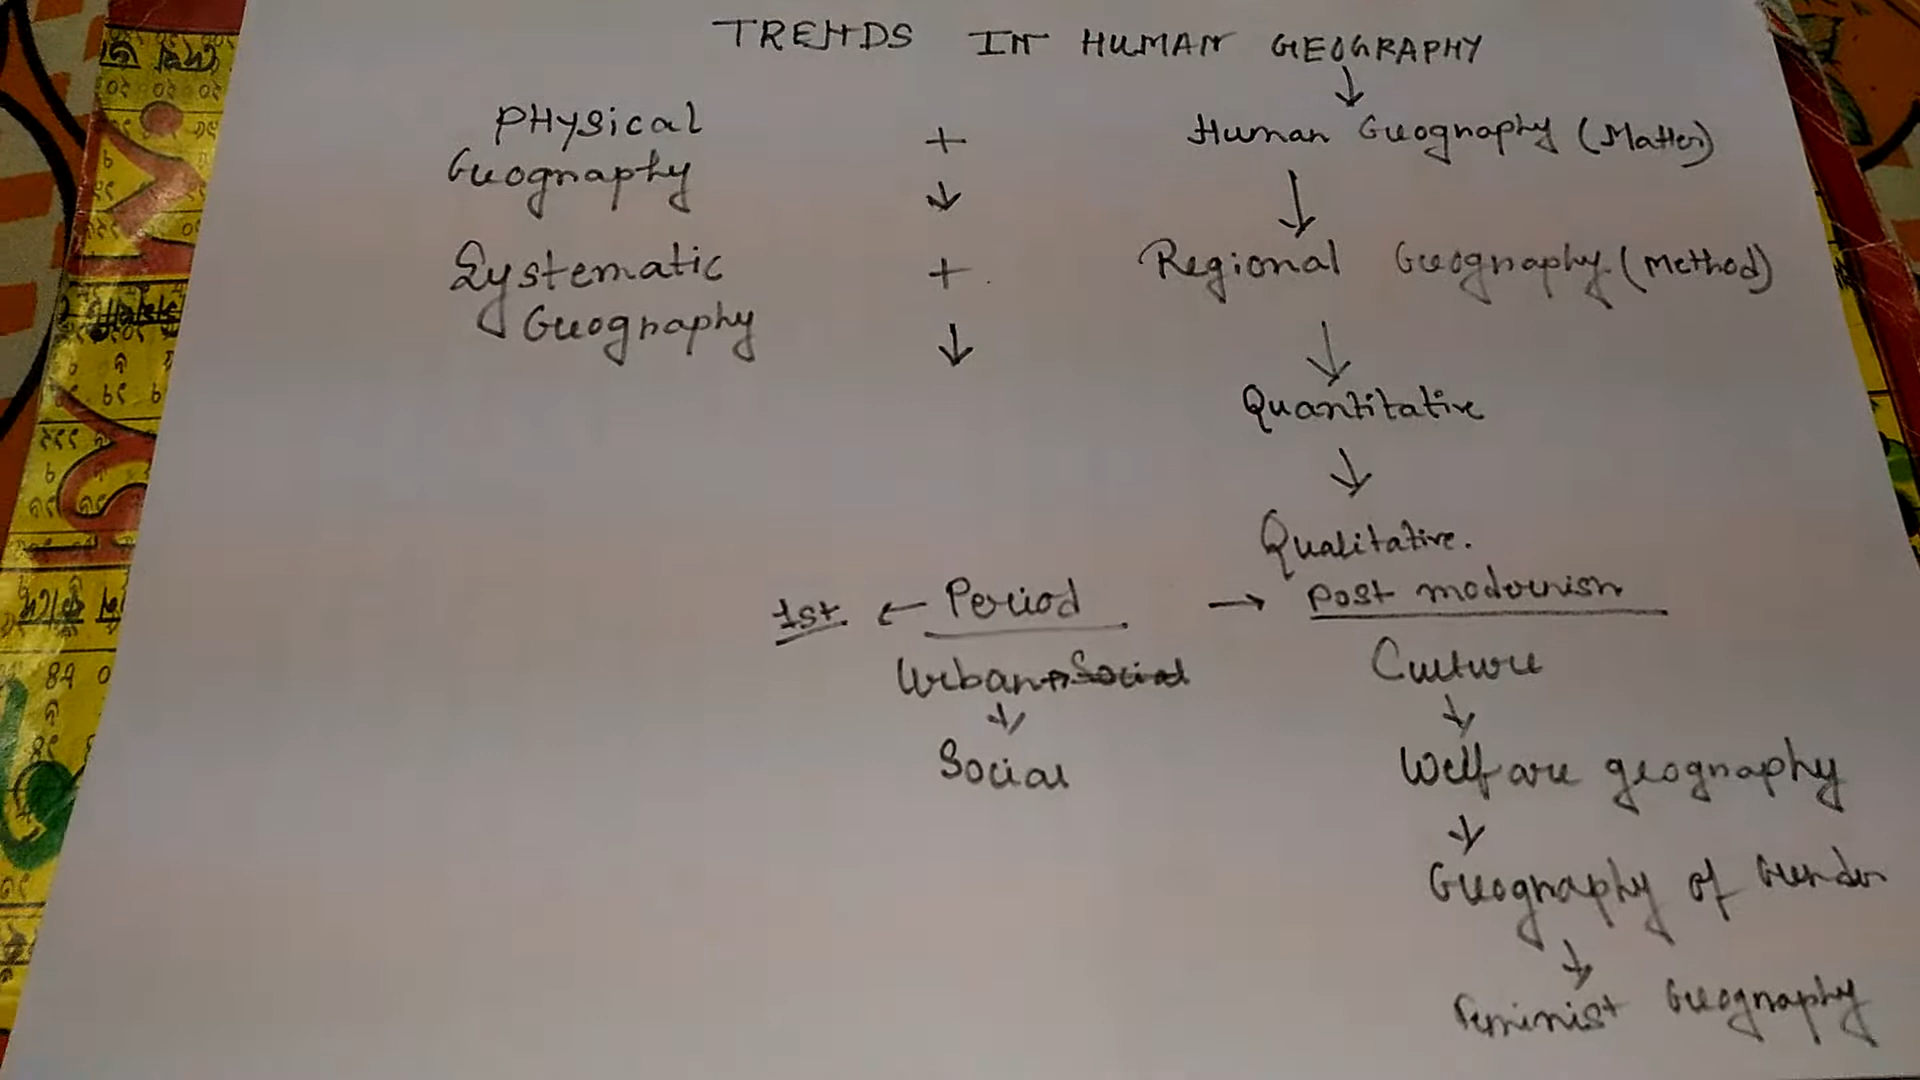 TRENDS IN HUMAN GEOGRAPHY
↓
PHysical + Human Geography (Matter)
Geography ↓ ↓
Systematic + Regional Geography. (Method)
Geography ↓ ↓
Quantitative
↓
Qualitative.
1st. ← Period → Post modernism
Urban → Social Culture
↓ ↓
Social Welfare geography
↓
Geography of Gender
↓
Feminist Geography